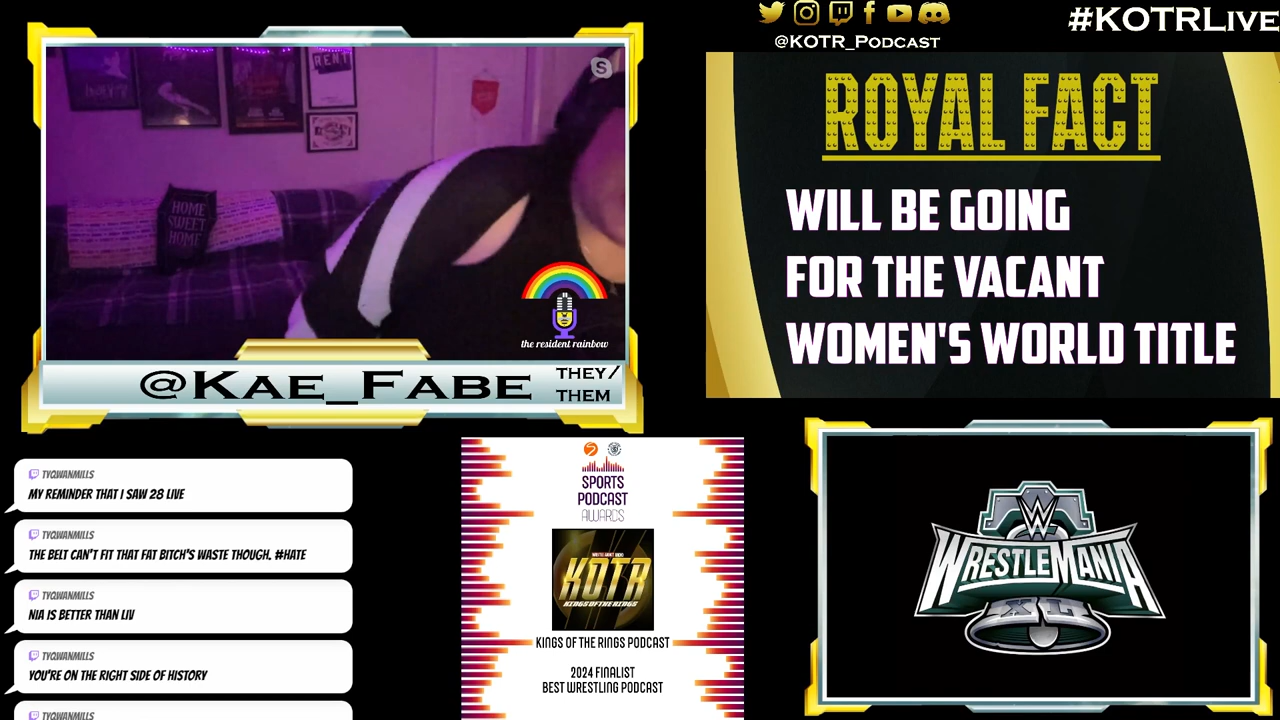 @KOTR_PODCAST
#KOTRLIVE
RENT
HOME
SWEET
HOME
the resident rainbow
@KAE_FABE
THEY/
THEM
ROYAL FACT
WILL BE GOING
FOR THE VACANT
WOMEN'S WORLD TITLE
TYQWANMILLS
MY REMINDER THAT I SAW 28 LIVE
TYQWANMILLS
THE BELT CAN'T FIT THAT FAT BITCH'S WASTE THOUGH. #HATE
TYQWANMILLS
NIA IS BETTER THAN LIV
TYQWANMILLS
YOU'RE ON THE RIGHT SIDE OF HISTORY
TYQWANMILLS
SPORTS
PODCAST
AWARDS
KOTR
KINGS OF THE RINGS
KINGS OF THE RINGS PODCAST
2024 FINALIST
BEST WRESTLING PODCAST
W
WRESTLEMANIA
XL